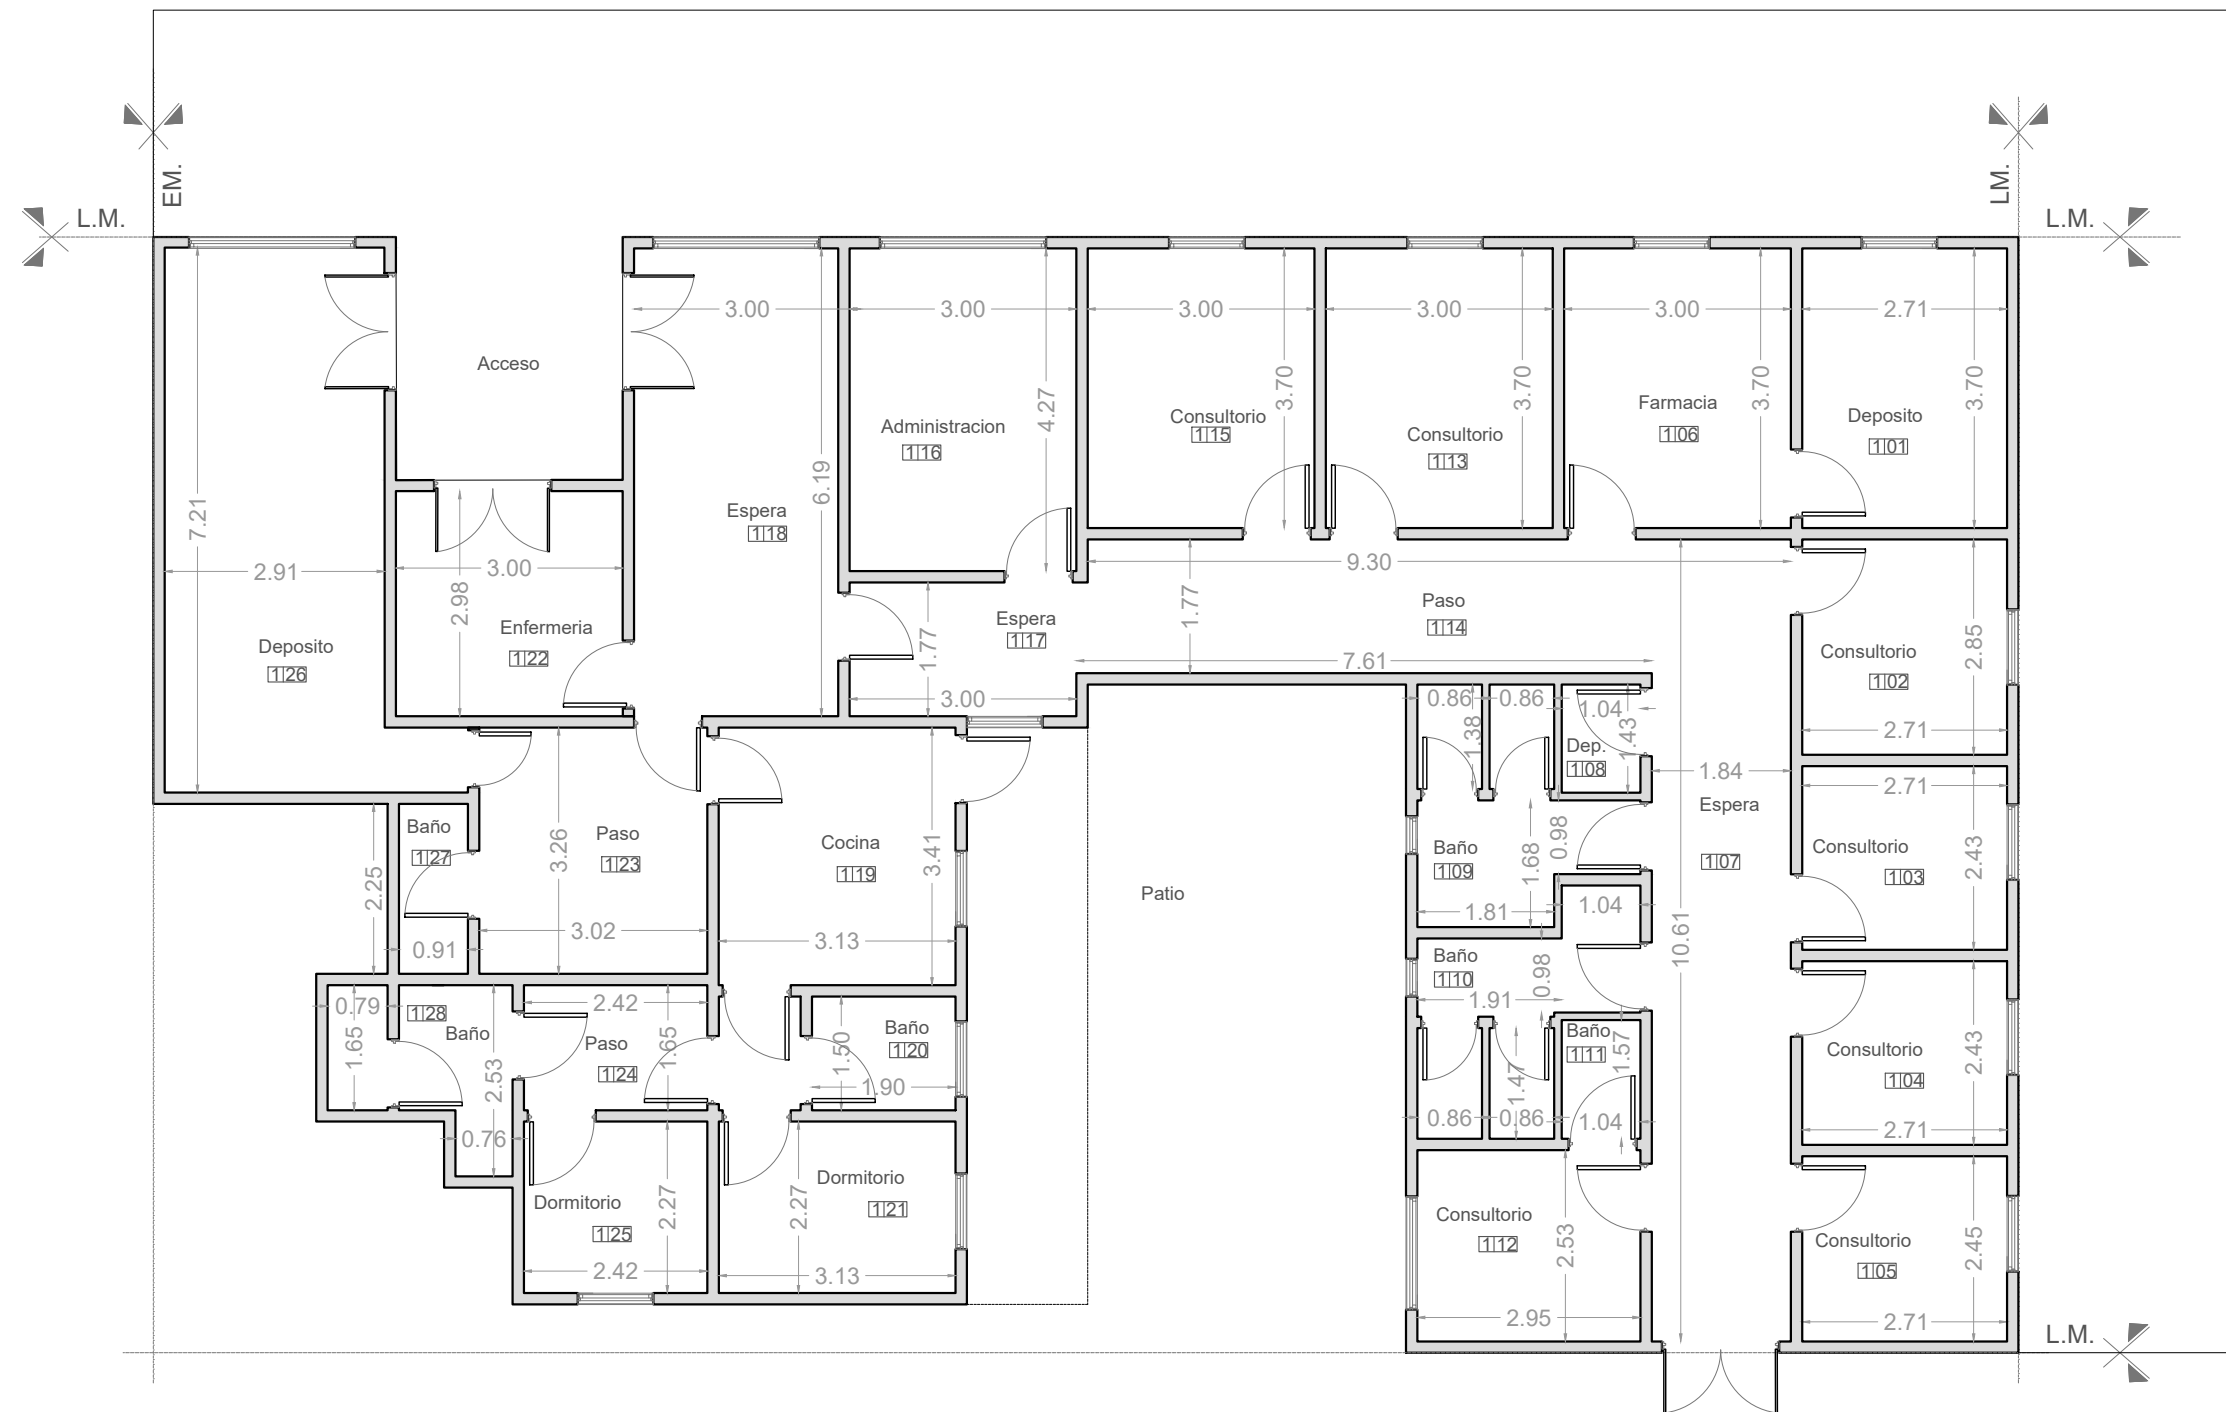 EM.
LM.
L.M.
L.M.
3.00
3.00
3.00
3.00
3.00
2.71
Acceso
3.70
3.70
3.70
3.70
4.27
Administracion
1|16
Consultorio
1|15
Consultorio
1|13
Farmacia
1|06
Deposito
1|01
6.19
7.21
Espera
1|18
2.91
3.00
2.98
Enfermeria
1|22
Deposito
1|26
9.30
1.77
1.77
Espera
1|17
Paso
1|14
7.61
3.00
Consultorio
1|02
2.85
2.71
0.86
0.86
1.04
1.38
1.43
Dep.
1|08
1.84
Espera
1|07
2.71
Consultorio
1|03
2.43
Baño
1|27
2.25
0.91
3.26
Paso
1|23
3.02
Cocina
1|19
3.41
3.13
Patio
Baño
1|09
1.68
0.98
1.81
1.04
10.61
Baño
1|10
0.98
1.91
0.79
1.65
1|28
Baño
2.53
0.76
2.42
Paso
1|24
1.65
1.50
Baño
1|20
1.90
Baño
1|11
1.57
1.47
0.86
0.86
1.04
Consultorio
1|04
2.43
2.71
Dormitorio
1|25
2.27
2.42
Dormitorio
1|21
2.27
3.13
Consultorio
1|12
2.53
2.95
Consultorio
1|05
2.45
2.71
L.M.